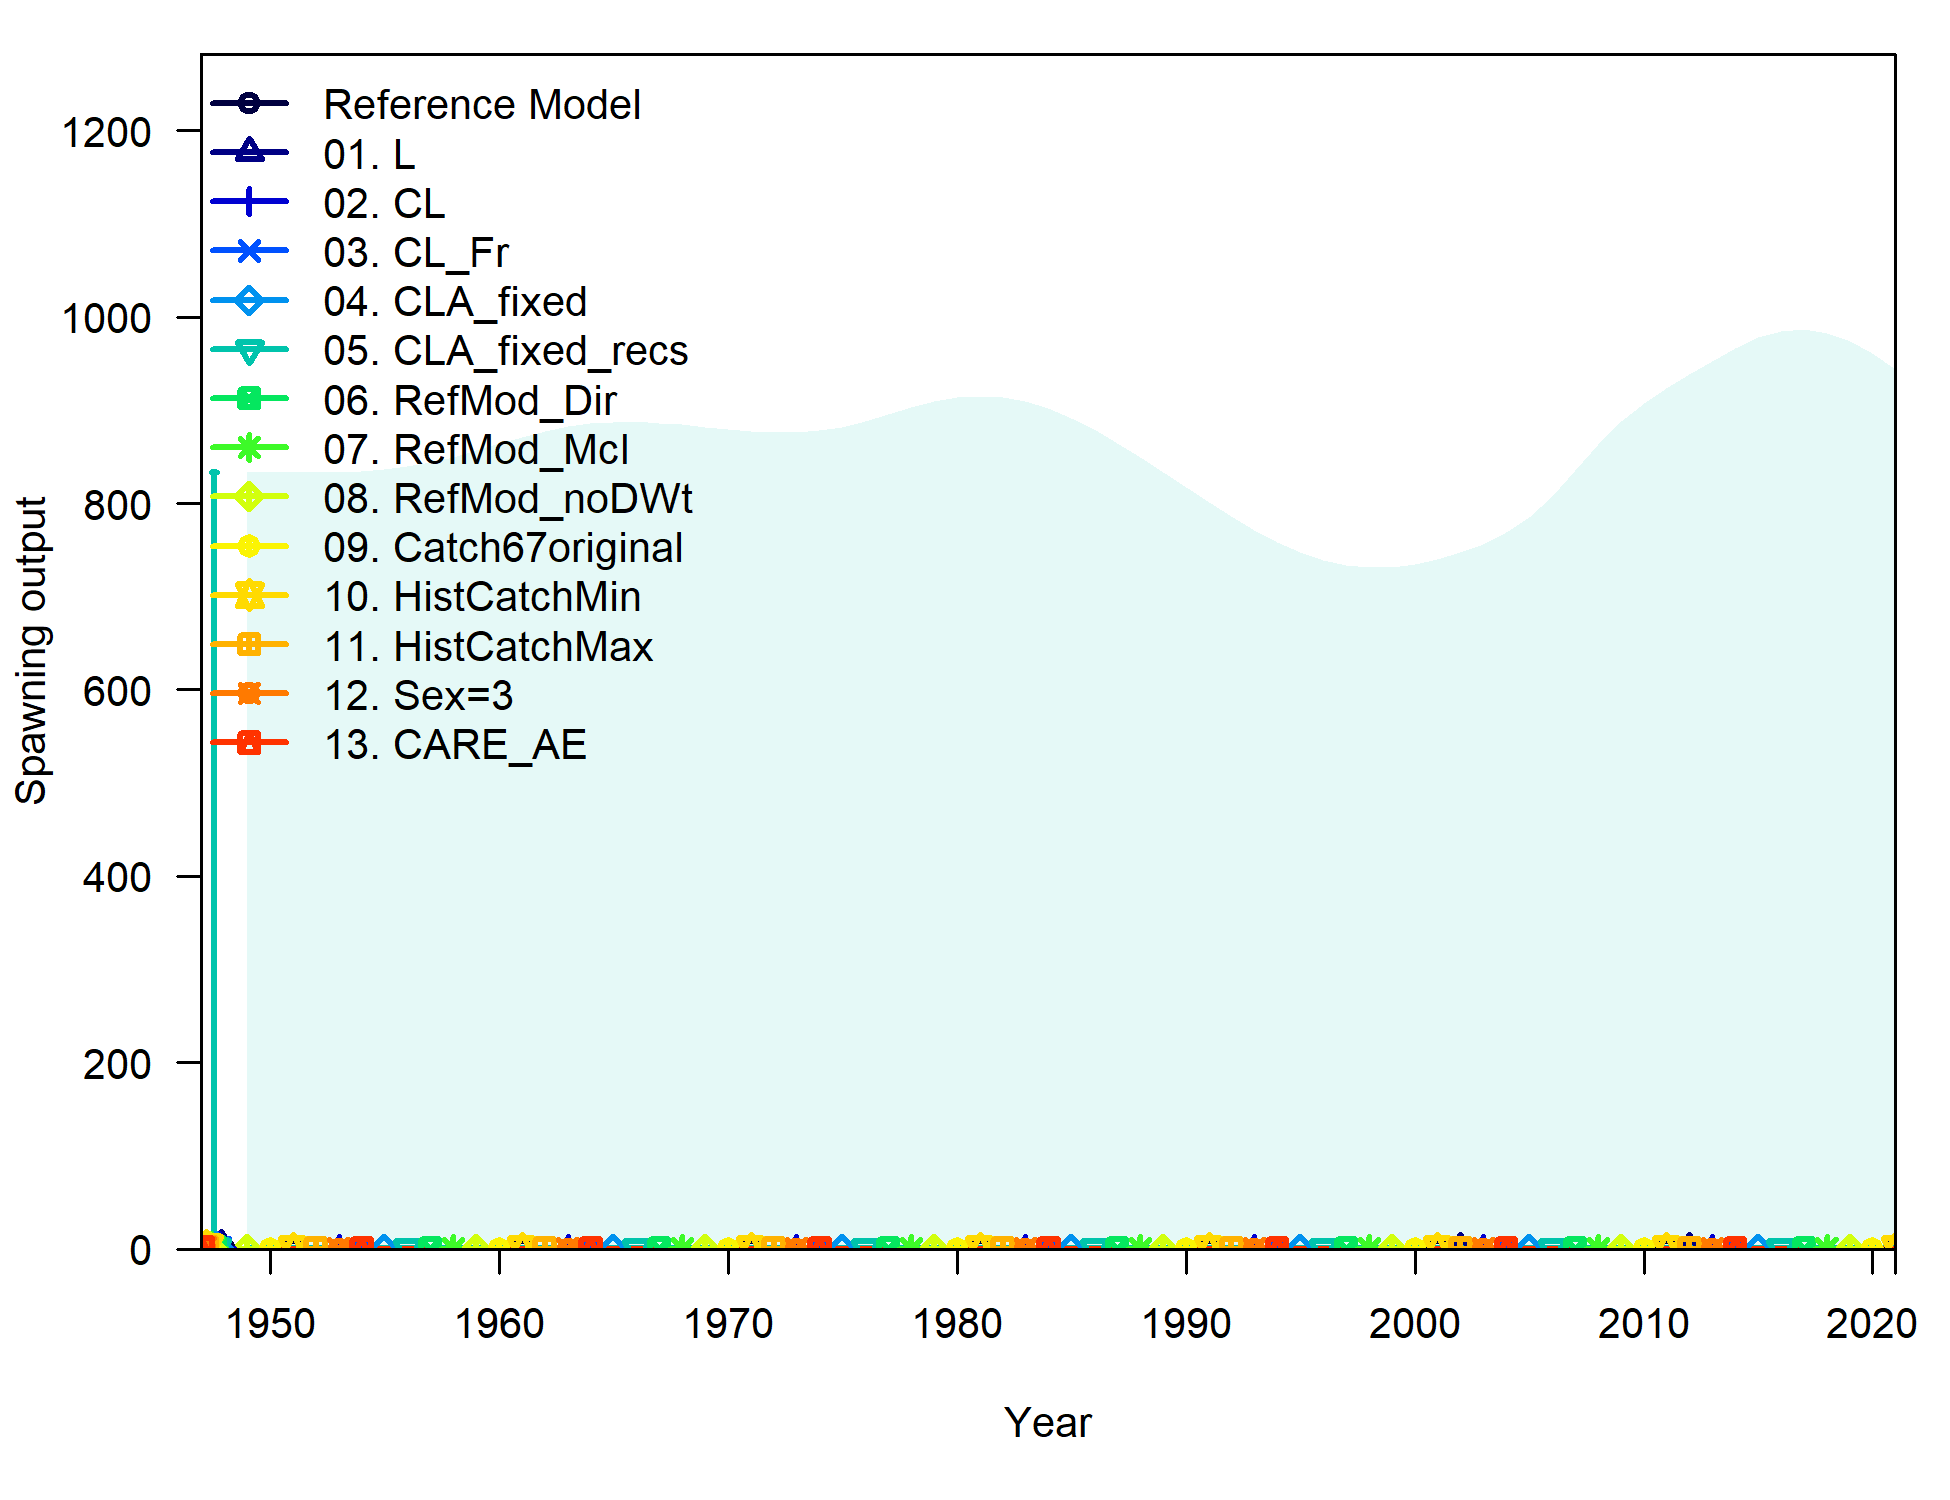 Reference Model
01. L
02. CL
03. CL_Fr
04. CLA_fixed
05. CLA_fixed_recs
06. RefMod_Dir
07. RefMod_McI
08. RefMod_noDWt
09. Catch67original
10. HistCatchMin
11. HistCatchMax
12. Sex=3
13. CARE_AE
Spawning output
1200
1000
800
600
400
200
0
1950 1960 1970 1980 1990 2000 2010 2020
Year